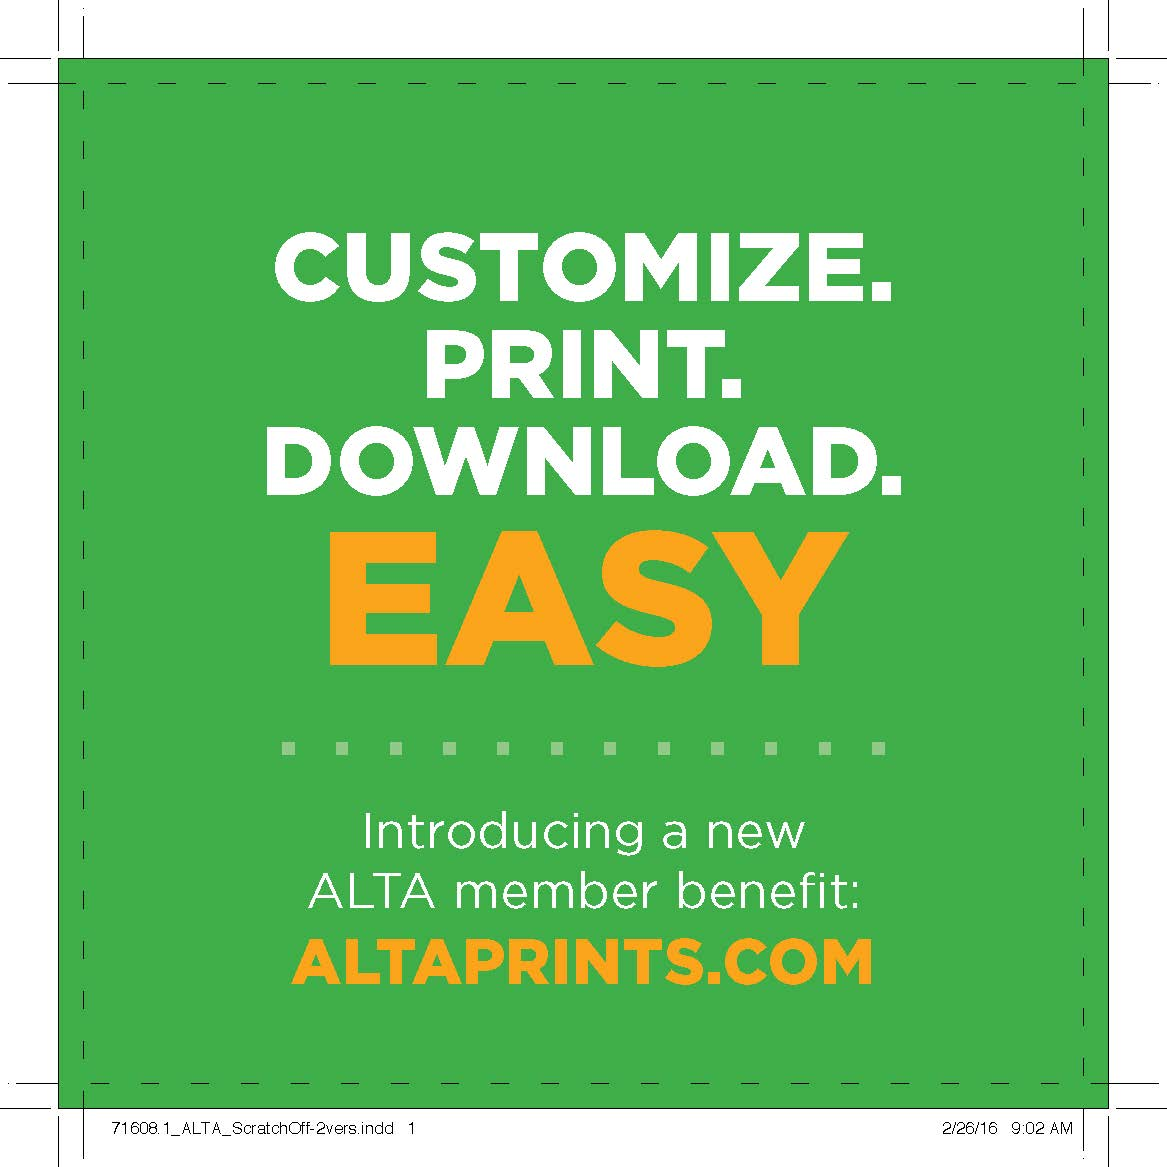 CUSTOMIZE.
PRINT.
DOWNLOAD.
EASY
Introducing a new
ALTA member benefit:
ALTAPRINTS.COM
71608.1_ALTA_ScratchOff-2vers.indd 1 2/26/16 9:02 AM